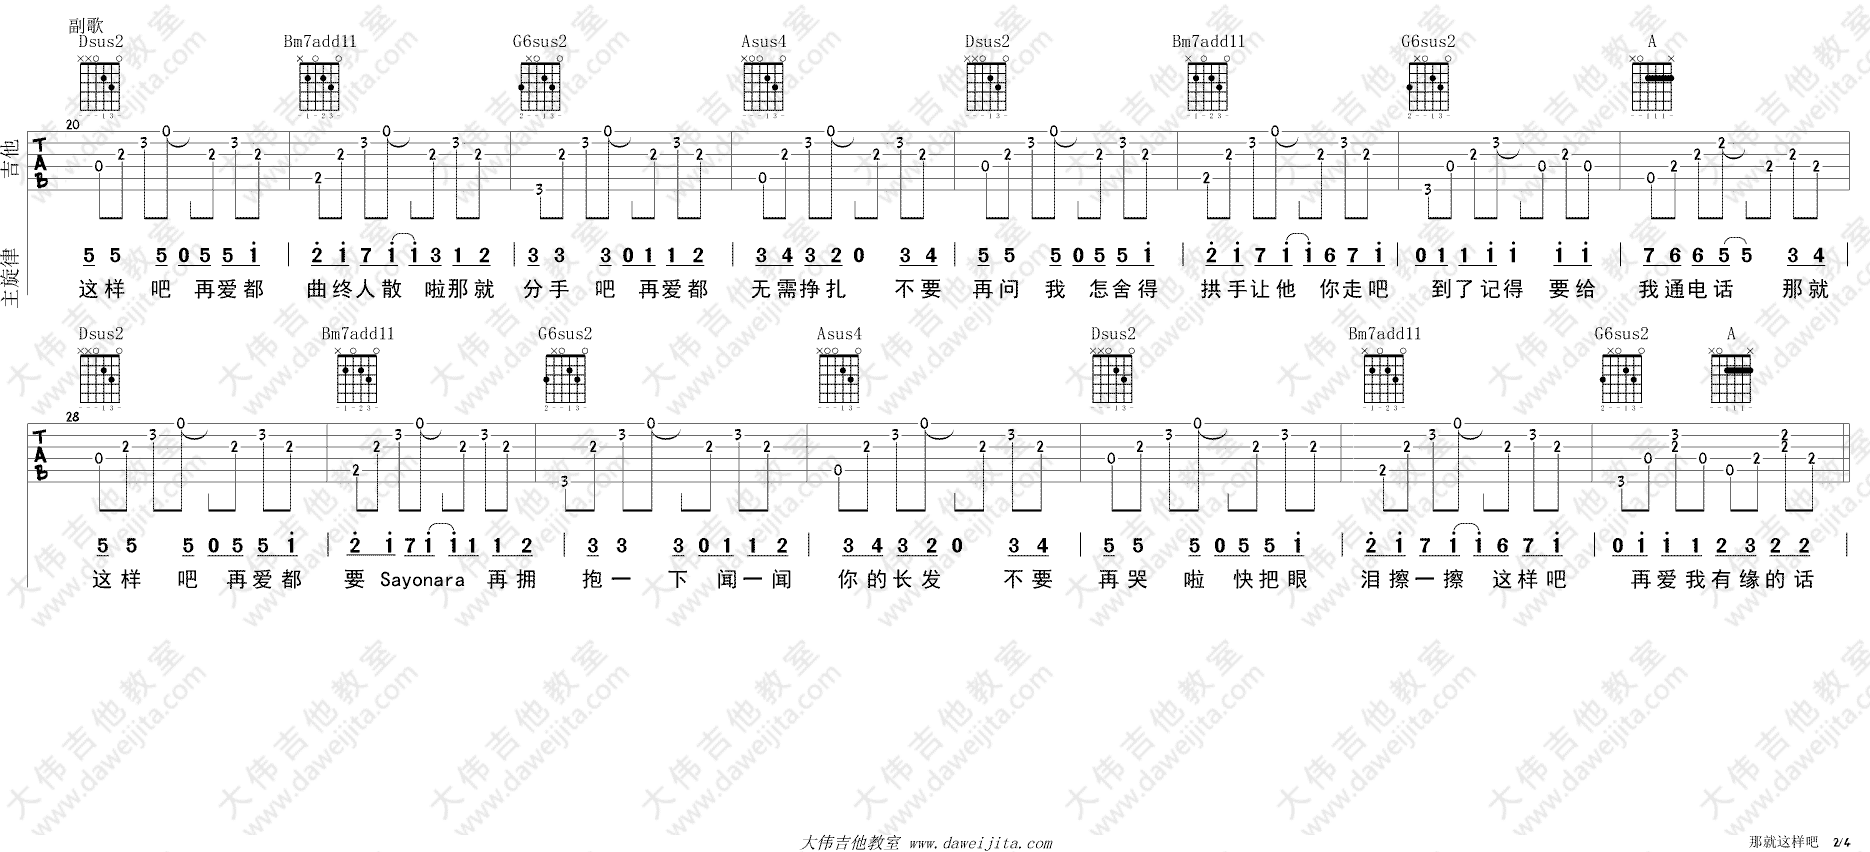 副歌
Dsus2 Bm7add11 G6sus2 Asus4 Dsus2 Bm7add11 G6sus2 A
20
吉他
TAB
主旋律
5 5 5 0 5 5 i 2 i 7 i i 3 1 2 3 3 3 0 1 1 2 3 4 3 2 0 3 4 5 5 5 0 5 5 i 2 i 7 i i 6 7 i 0 1 1 i i i i 7 6 6 5 5 3 4
这样 吧 再爱都 曲终人散 啦那就 分手 吧 再爱都 无需挣扎 不要 再问 我 怎舍得 拱手让他 你走吧 到了记得 要给 我通电话 那就
Dsus2 Bm7add11 G6sus2 Asus4 Dsus2 Bm7add11 G6sus2 A
28
TAB
5 5 5 0 5 5 i 2 i 7 i i 1 1 2 3 3 3 0 1 1 2 3 4 3 2 0 3 4 5 5 5 0 5 5 i 2 i 7 i i 6 7 i 0 i i 1 2 3 2 2
这样 吧 再爱都 要 Sayonara 再拥 抱一 下 闻一闻 你的长发 不要 再哭 啦 快把眼 泪擦一擦 这样吧 再爱我有缘的话
大伟吉他教室 www.daweijita.com
那就这样吧 2/4